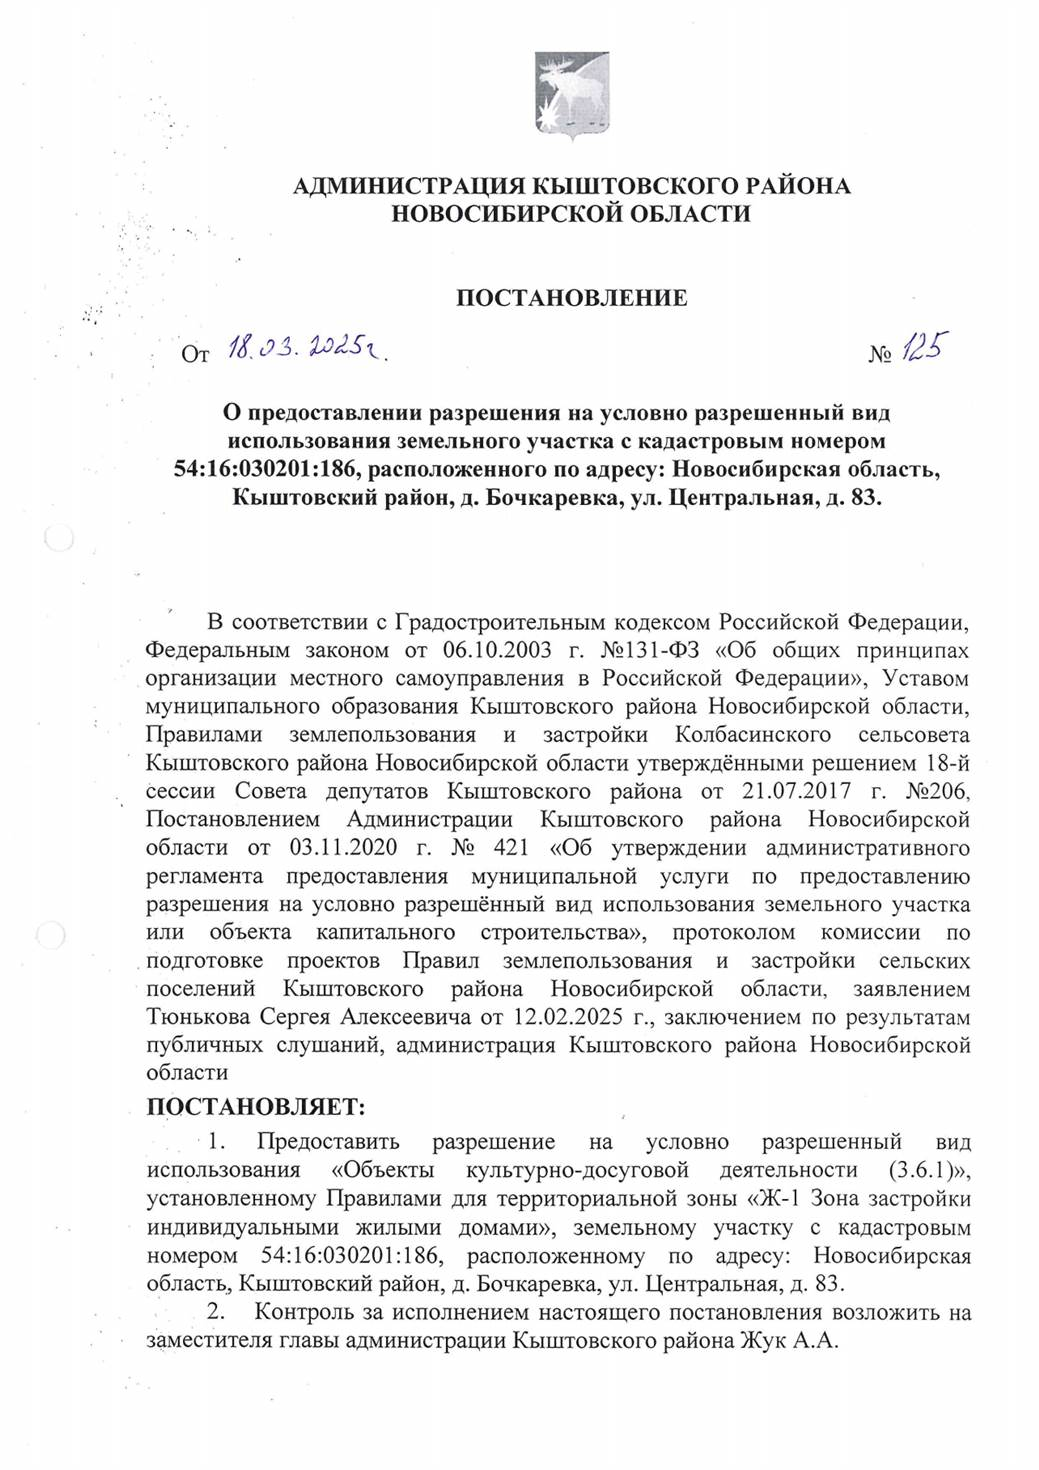 АДМИНИСТРАЦИЯ КЫШТОВСКОГО РАЙОНА
НОВОСИБИРСКОЙ ОБЛАСТИ
ПОСТАНОВЛЕНИЕ
От 18.03.2025г. № 125
О предоставлении разрешения на условно разрешенный вид
использования земельного участка с кадастровым номером
54:16:030201:186, расположенного по адресу: Новосибирская область,
Кыштовский район, д. Бочкаревка, ул. Центральная, д. 83.
В соответствии с Градостроительным кодексом Российской Федерации,
Федеральным законом от 06.10.2003 г. №131-ФЗ «Об общих принципах
организации местного самоуправления в Российской Федерации», Уставом
муниципального образования Кыштовского района Новосибирской области,
Правилами землепользования и застройки Колбасинского сельсовета
Кыштовского района Новосибирской области утверждёнными решением 18-й
сессии Совета депутатов Кыштовского района от 21.07.2017 г. №206,
Постановлением Администрации Кыштовского района Новосибирской
области от 03.11.2020 г. № 421 «Об утверждении административного
регламента предоставления муниципальной услуги по предоставлению
разрешения на условно разрешённый вид использования земельного участка
или объекта капитального строительства», протоколом комиссии по
подготовке проектов Правил землепользования и застройки сельских
поселений Кыштовского района Новосибирской области, заявлением
Тюнькова Сергея Алексеевича от 12.02.2025 г., заключением по результатам
публичных слушаний, администрация Кыштовского района Новосибирской
области
ПОСТАНОВЛЯЕТ:
1. Предоставить разрешение на условно разрешенный вид
использования «Объекты культурно-досуговой деятельности (3.6.1)»,
установленному Правилами для территориальной зоны «Ж-1 Зона застройки
индивидуальными жилыми домами», земельному участку с кадастровым
номером 54:16:030201:186, расположенному по адресу: Новосибирская
область, Кыштовский район, д. Бочкаревка, ул. Центральная, д. 83.
2. Контроль за исполнением настоящего постановления возложить на
заместителя главы администрации Кыштовского района Жук А.А.